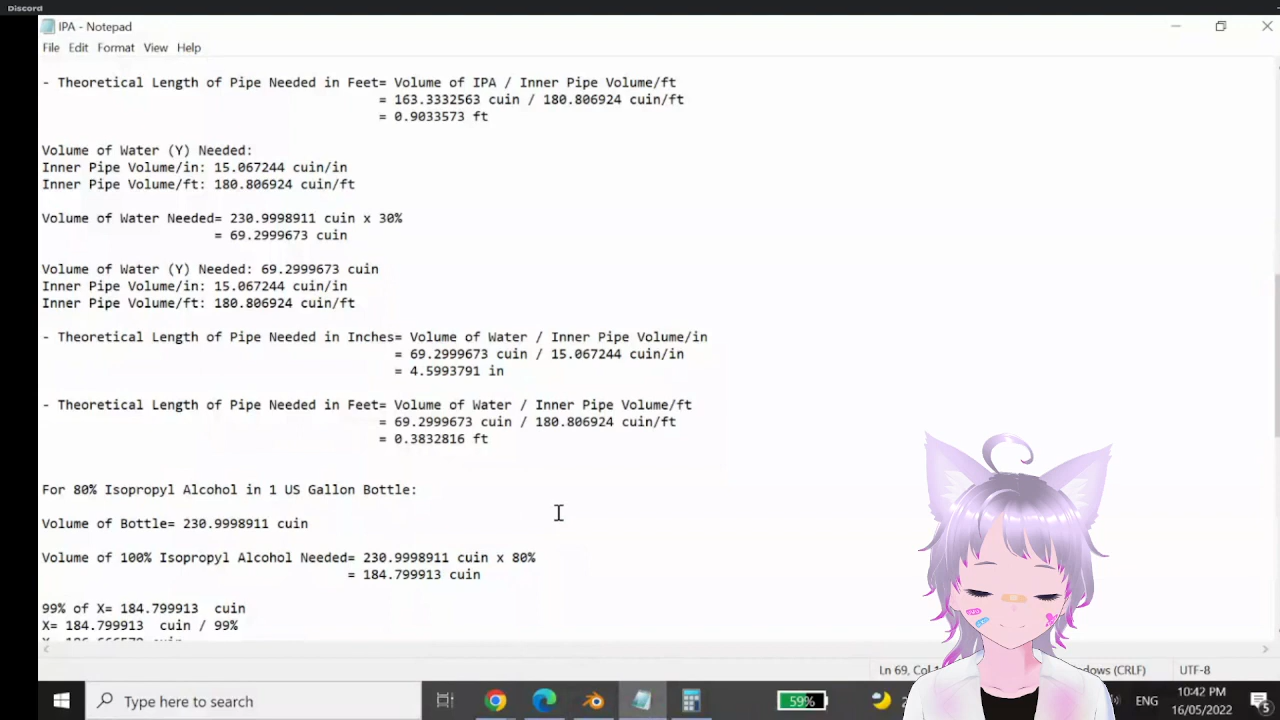 Discord
IPA - Notepad
File Edit Format View Help
- Theoretical Length of Pipe Needed in Feet= Volume of IPA / Inner Pipe Volume/ft
= 163.3332563 cuin / 180.806924 cuin/ft
= 0.9033573 ft
Volume of Water (Y) Needed:
Inner Pipe Volume/in: 15.067244 cuin/in
Inner Pipe Volume/ft: 180.806924 cuin/ft
Volume of Water Needed= 230.9998911 cuin x 30%
= 69.2999673 cuin
Volume of Water (Y) Needed: 69.2999673 cuin
Inner Pipe Volume/in: 15.067244 cuin/in
Inner Pipe Volume/ft: 180.806924 cuin/ft
- Theoretical Length of Pipe Needed in Inches= Volume of Water / Inner Pipe Volume/in
= 69.2999673 cuin / 15.067244 cuin/in
= 4.5993791 in
- Theoretical Length of Pipe Needed in Feet= Volume of Water / Inner Pipe Volume/ft
= 69.2999673 cuin / 180.806924 cuin/ft
= 0.3832816 ft
For 80% Isopropyl Alcohol in 1 US Gallon Bottle:
Volume of Bottle= 230.9998911 cuin
Volume of 100% Isopropyl Alcohol Needed= 230.9998911 cuin x 80%
= 184.799913 cuin
99% of X= 184.799913  cuin
X= 184.799913  cuin / 99%
Ln 69, Col (CRLF) UTF-8
Type here to search
59% ENG
10:42 PM
16/05/2022
5